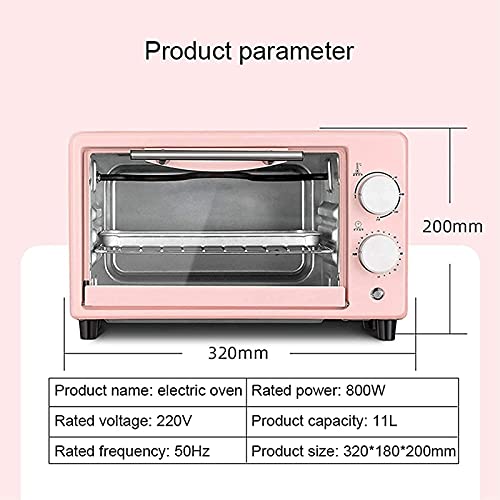 Product parameter
200mm
320mm
Product name: electric oven Rated power: 800W
Rated voltage: 220V Product capacity: 11L
Rated frequency: 50Hz Product size: 320*180*200mm